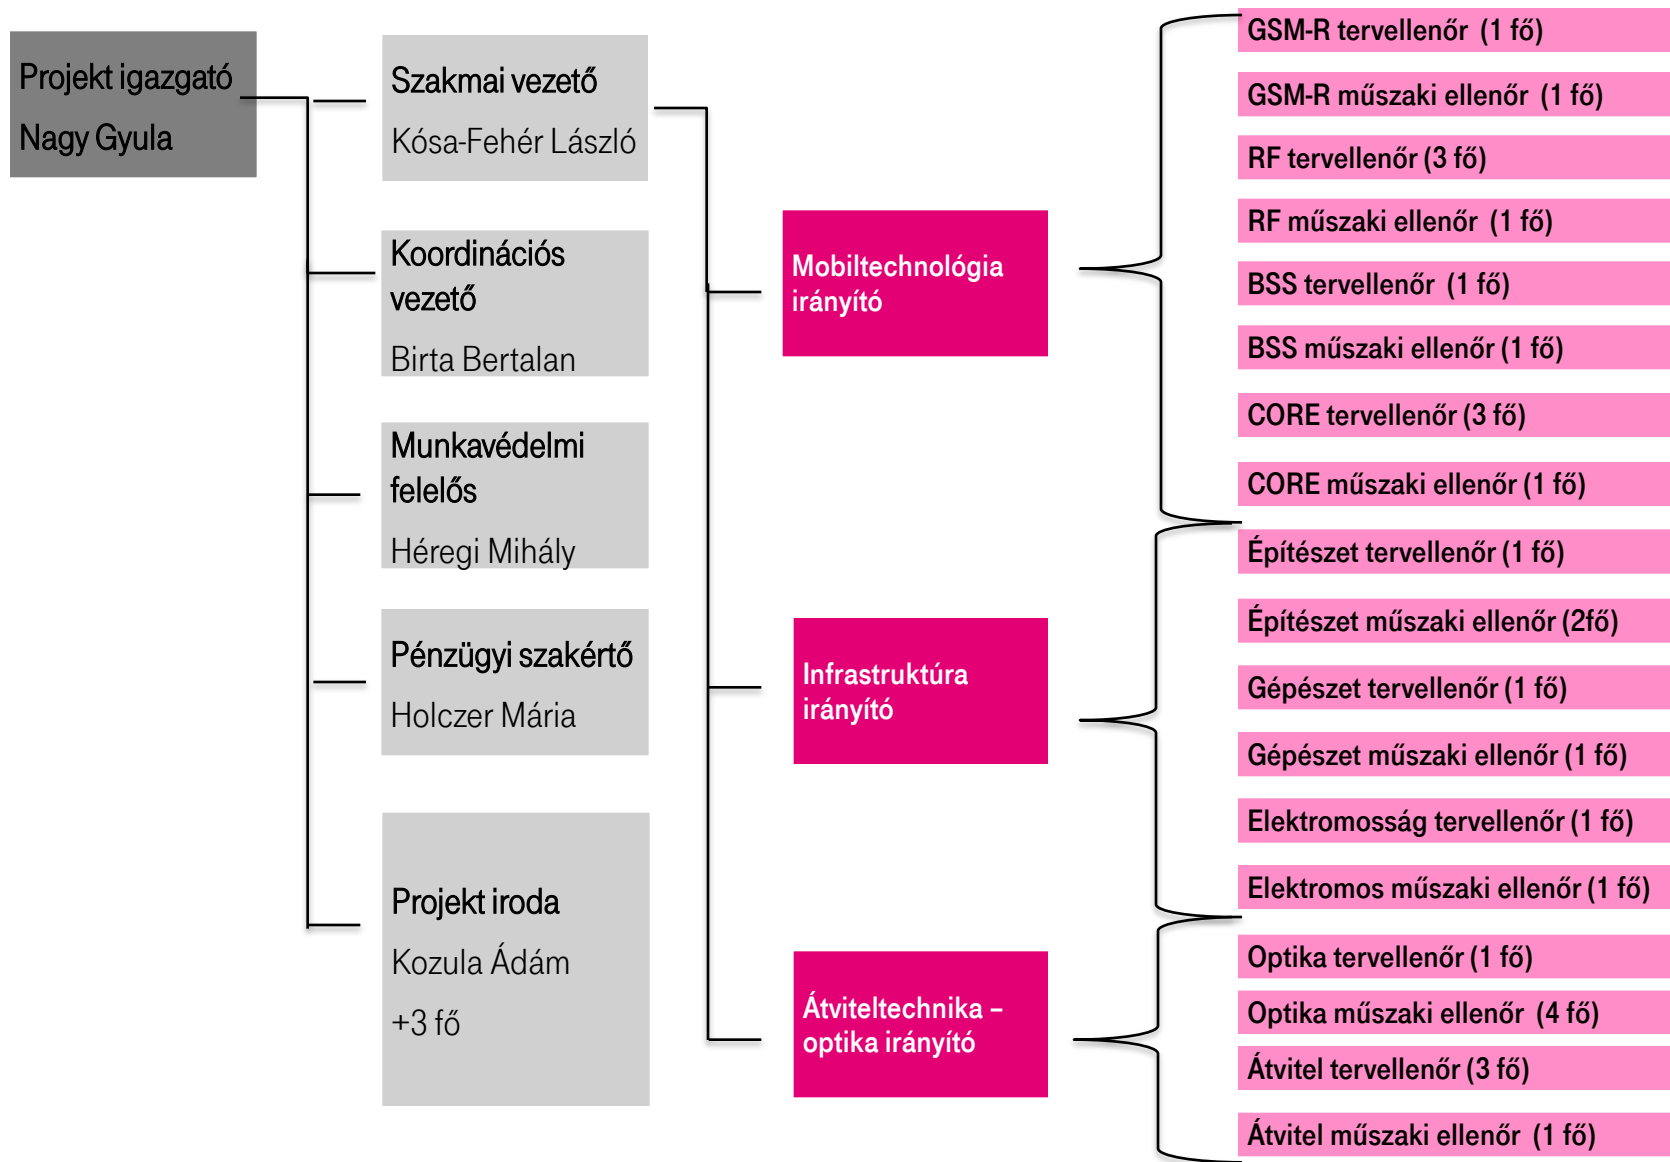 Projekt igazgató
Nagy Gyula
Szakmai vezető
Kósa-Fehér László
Koordinációs
vezető
Birta Bertalan
Munkavédelmi
felelős
Héregi Mihály
Pénzügyi szakértő
Holczer Mária
Projekt iroda
Kozula Ádám
+3 fő
Mobiltechnológia
irányító
Infrastruktúra
irányító
Átviteltechnika –
optika irányító
GSM-R tervellenőr (1 fő)
GSM-R műszaki ellenőr (1 fő)
RF tervellenőr (3 fő)
RF műszaki ellenőr (1 fő)
BSS tervellenőr (1 fő)
BSS műszaki ellenőr (1 fő)
CORE tervellenőr (3 fő)
CORE műszaki ellenőr (1 fő)
Építészet tervellenőr (1 fő)
Építészet műszaki ellenőr (2fő)
Gépészet tervellenőr (1 fő)
Gépészet műszaki ellenőr (1 fő)
Elektromosság tervellenőr (1 fő)
Elektromos műszaki ellenőr (1 fő)
Optika tervellenőr (1 fő)
Optika műszaki ellenőr (4 fő)
Átvitel tervellenőr (3 fő)
Átvitel műszaki ellenőr (1 fő)